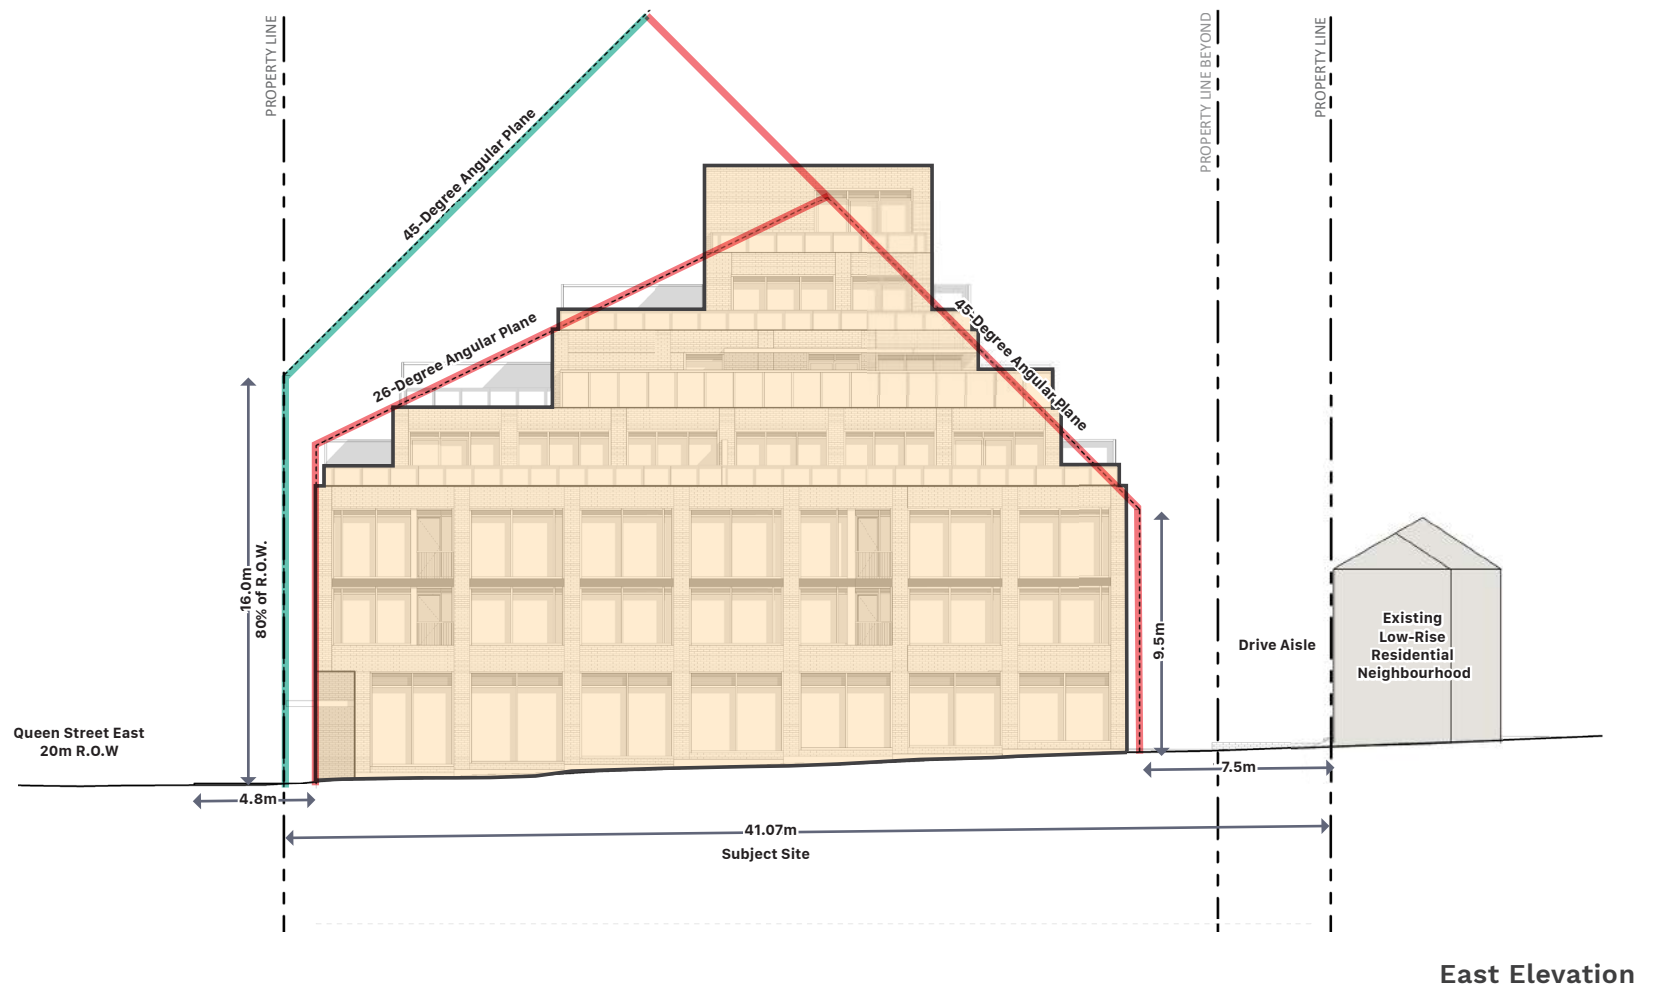 PROPERTY LINE
PROPERTY LINE BEYOND
PROPERTY LINE
45-Degree Angular Plane
26-Degree Angular Plane
45-Degree Angular Plane
16.0m
80% of R.O.W.
9.5m
Drive Aisle
Existing
Low-Rise
Residential
Neighbourhood
Queen Street East
20m R.O.W
7.5m
4.8m
41.07m
Subject Site
East Elevation